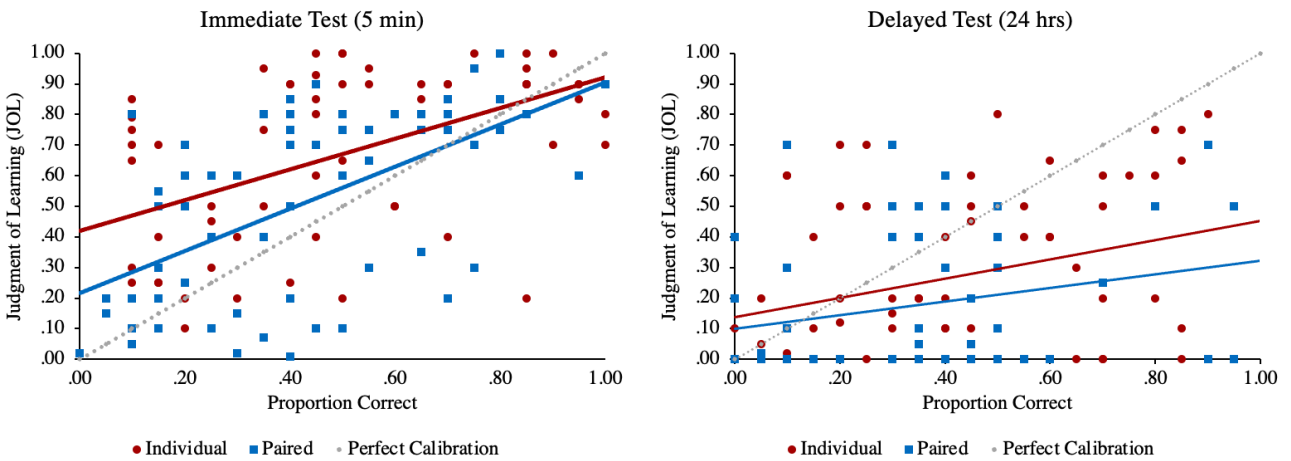 Immediate Test (5 min)
Judgment of Learning (JOL)
1.00
.90
.80
.70
.60
.50
.40
.30
.20
.10
.00
.00 .20 .40 .60 .80 1.00
Proportion Correct
Individual Paired Perfect Calibration
Delayed Test (24 hrs)
Judgment of Learning (JOL)
1.00
.90
.80
.70
.60
.50
.40
.30
.20
.10
.00
.00 .20 .40 .60 .80 1.00
Proportion Correct
Individual Paired Perfect Calibration